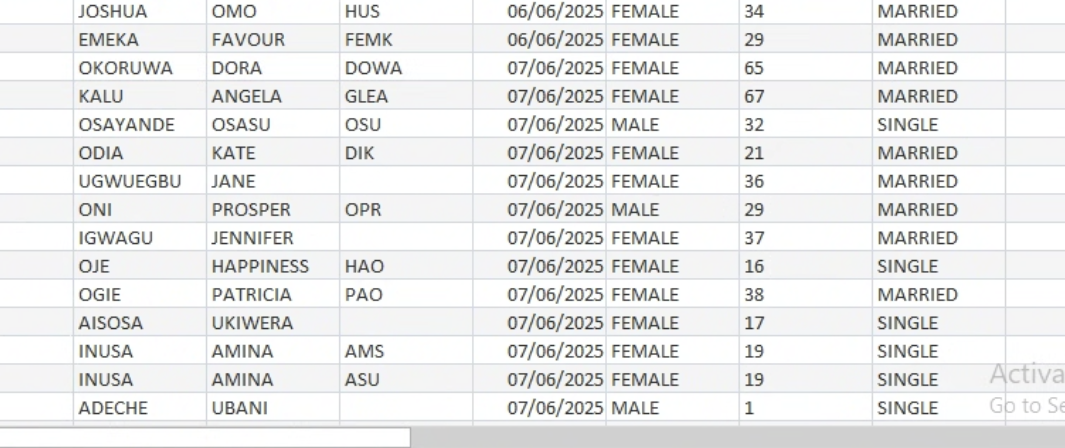 JOSHUA OMO HUS 06/06/2025 FEMALE 34 MARRIED
EMEKA FAVOUR FEMK 06/06/2025 FEMALE 29 MARRIED
OKORUWA DORA DOWA 07/06/2025 FEMALE 65 MARRIED
KALU ANGELA GLEA 07/06/2025 FEMALE 67 MARRIED
OSAYANDE OSASU OSU 07/06/2025 MALE 32 SINGLE
ODIA KATE DIK 07/06/2025 FEMALE 21 MARRIED
UGWUEGBU JANE 07/06/2025 FEMALE 36 MARRIED
ONI PROSPER OPR 07/06/2025 MALE 29 MARRIED
IGWAGU JENNIFER 07/06/2025 FEMALE 37 MARRIED
OJE HAPPINESS HAO 07/06/2025 FEMALE 16 SINGLE
OGIE PATRICIA PAO 07/06/2025 FEMALE 38 MARRIED
AISOSA UKIWERA 07/06/2025 FEMALE 17 SINGLE
INUSA AMINA AMS 07/06/2025 FEMALE 19 SINGLE
INUSA AMINA ASU 07/06/2025 FEMALE 19 SINGLE
Activa
ADECHE UBANI 07/06/2025 MALE 1 SINGLE
Go to Se